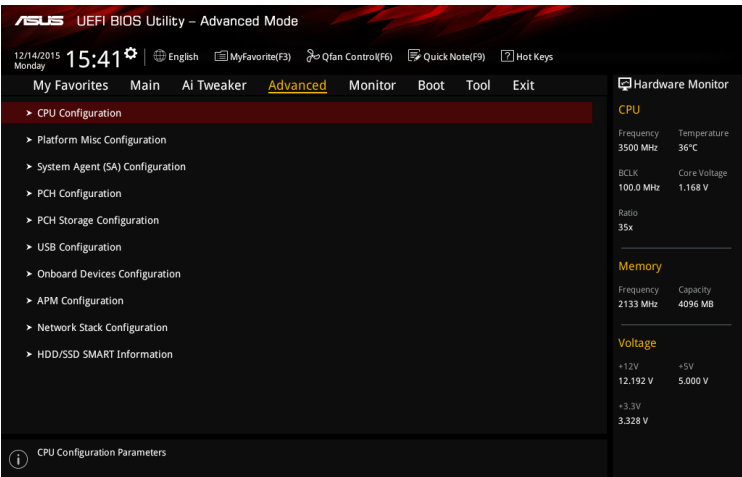 ASUS UEFI BIOS Utility – Advanced Mode
12/14/2015
Monday
15:41
English
MyFavorite(F3)
Qfan Control(F6)
Quick Note(F9)
? Hot Keys
My Favorites Main Ai Tweaker Advanced Monitor Boot Tool Exit
> CPU Configuration
> Platform Misc Configuration
> System Agent (SA) Configuration
> PCH Configuration
> PCH Storage Configuration
> USB Configuration
> Onboard Devices Configuration
> APM Configuration
> Network Stack Configuration
> HDD/SSD SMART Information
i CPU Configuration Parameters
Hardware Monitor
CPU
Frequency Temperature
3500 MHz 36°C
BCLK Core Voltage
100.0 MHz 1.168 V
Ratio
35x
Memory
Frequency Capacity
2133 MHz 4096 MB
Voltage
+12V +5V
12.192 V 5.000 V
+3.3V
3.328 V